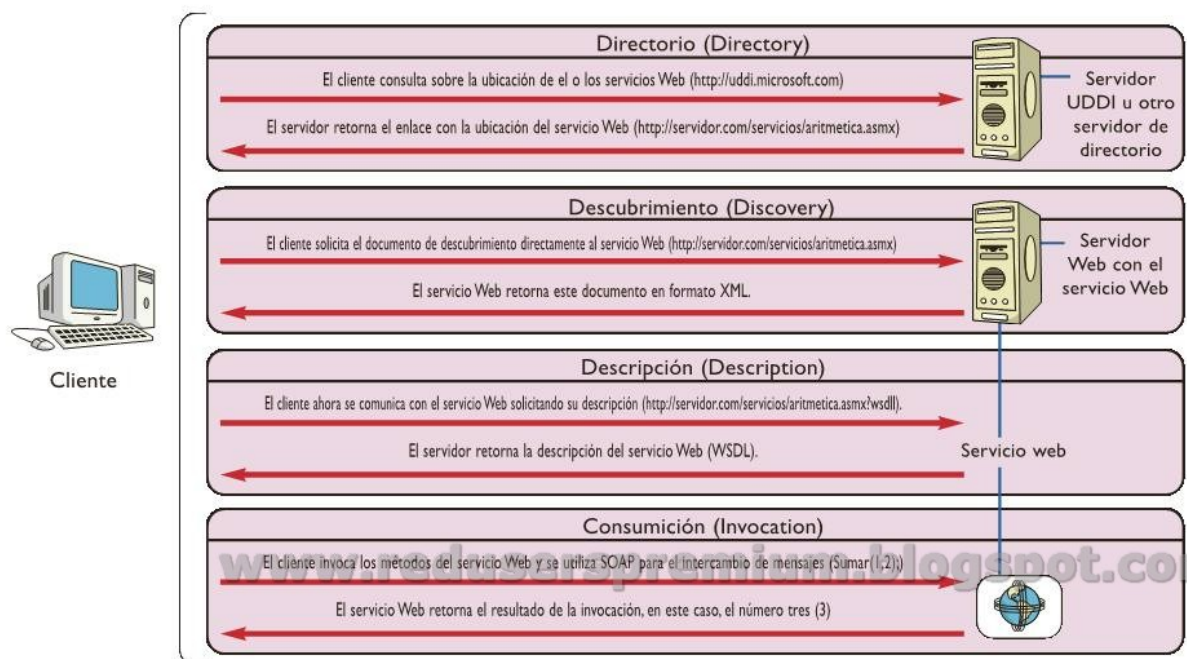 Directorio (Directory)
El cliente consulta sobre la ubicación de el o los servicios Web (http://uddi.microsoft.com)
El servidor retorna el enlace con la ubicación del servicio Web (http://servidor.com/servicios/aritmetica.asmx)
Servidor
UDDI u otro
servidor de
directorio
Descubrimiento (Discovery)
El cliente solicita el documento de descubrimiento directamente al servicio Web (http://servidor.com/servicios/aritmetica.asmx)
El servicio Web retorna este documento en formato XML.
Servidor
Web con el
servicio Web
Cliente
Descripción (Description)
El cliente ahora se comunica con el servicio Web solicitando su descripción (http://servidor.com/servicios/aritmetica.asmx?wsdll).
El servidor retorna la descripción del servicio Web (WSDL).
Servicio web
Consumición (Invocation)
www.reduserspremium.blogspot.co
El cliente invoca los métodos del servicio Web y se utiliza SOAP para el intercambio de mensajes (Sumar(1,2);)
El servicio Web retorna el resultado de la invocación, en este caso, el número tres (3)